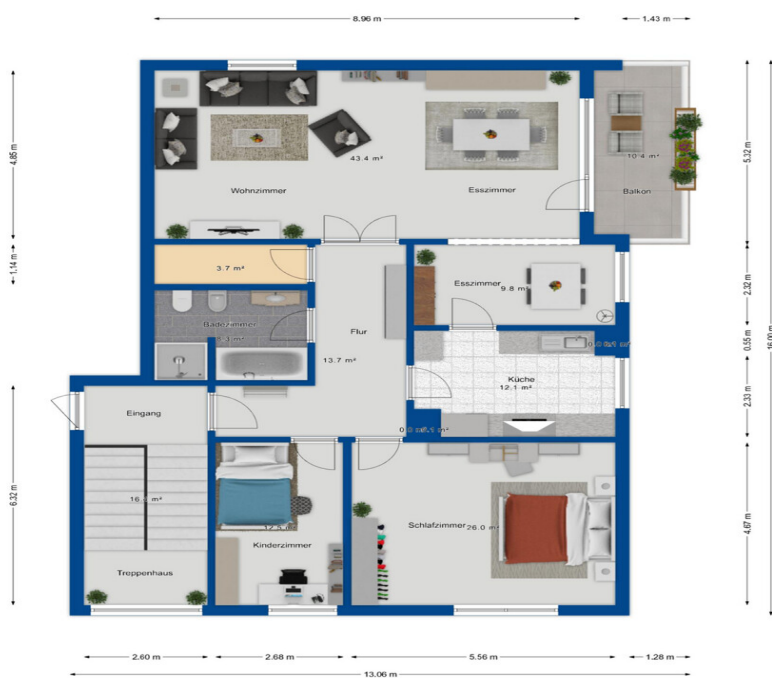 8.96 m
1.43 m
4.85 m
5.32 m
16.00 m
43.4 m²
10.4 m²
Wohnzimmer
Esszimmer
Balkon
1.14 m
3.7 m²
Esszimmer
9.8 m²
2.32 m
Badezimmer
Flur
0.55 m
13.7 m²
Küche
12.1 m²
2.33 m
Eingang
6.32 m
4.67 m
Schlafzimmer
26.0 m²
Kinderzimmer
Treppenhaus
2.60 m
2.68 m
5.56 m
1.28 m
13.06 m